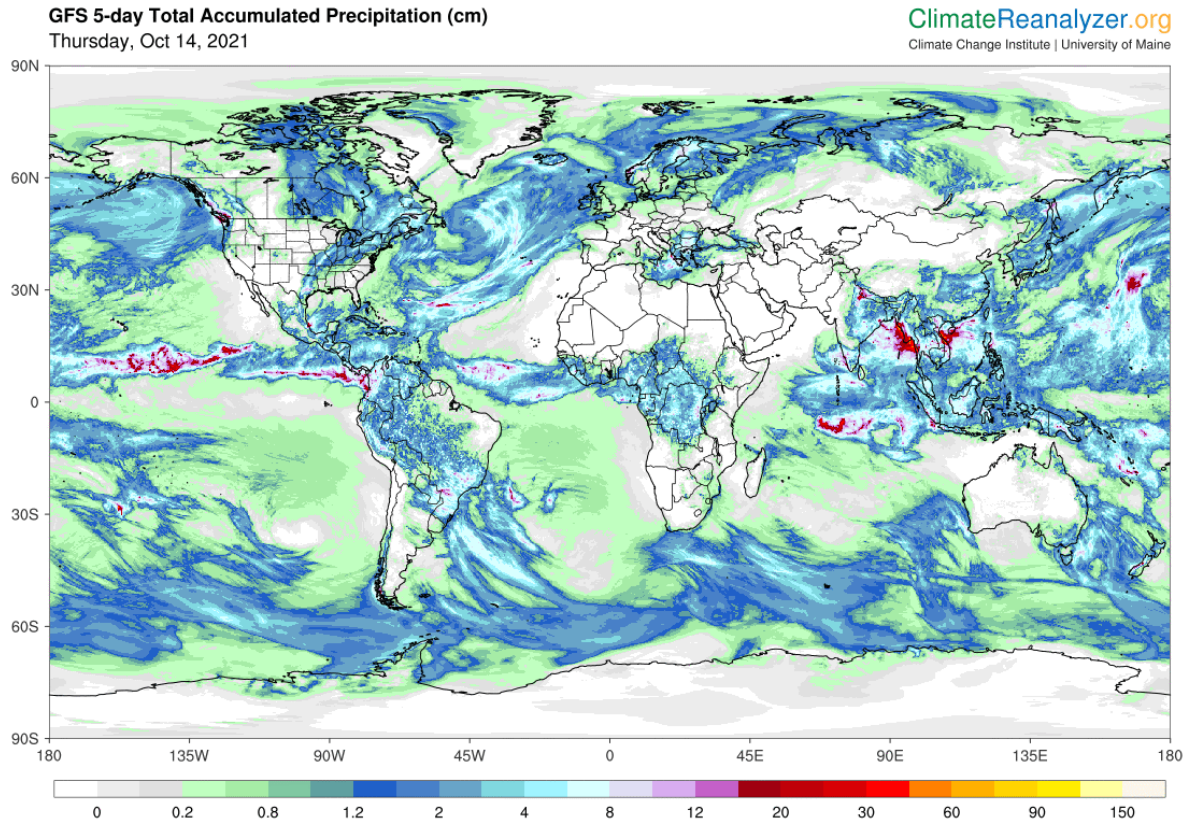 GFS 5-day Total Accumulated Precipitation (cm)
Thursday, Oct 14, 2021
ClimateReanalyzer.org
Climate Change Institute | University of Maine
90N
60N
30N
0
30S
60S
90S
180 135W 90W 45W 0 45E 90E 135E 180
0 0.2 0.8 1.2 2 4 8 12 20 30 60 90 150